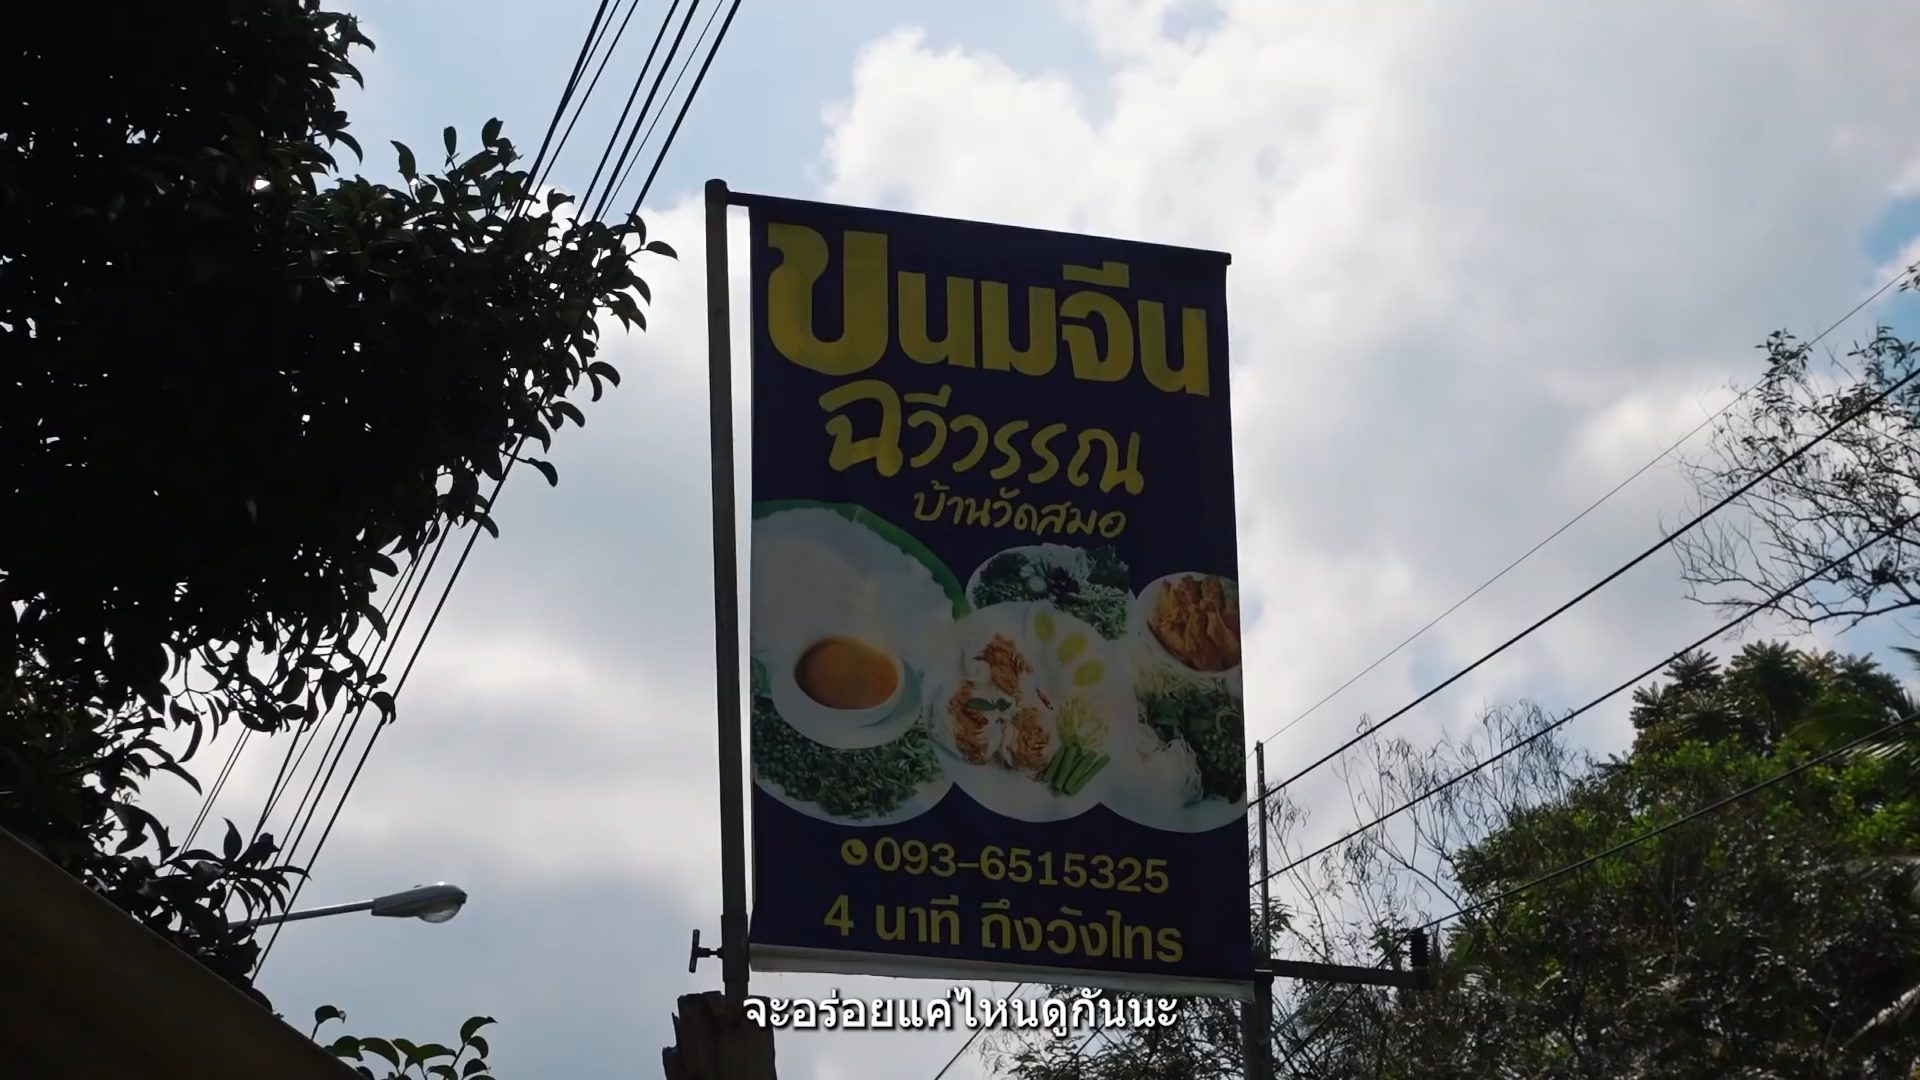 ขนมจีน
ฉวีวรรณ
บ้านวัดสมอ
093-6515325
4 นาที ถึงวังไทร
จะอร่อยแค่ไหนดูกันนะ